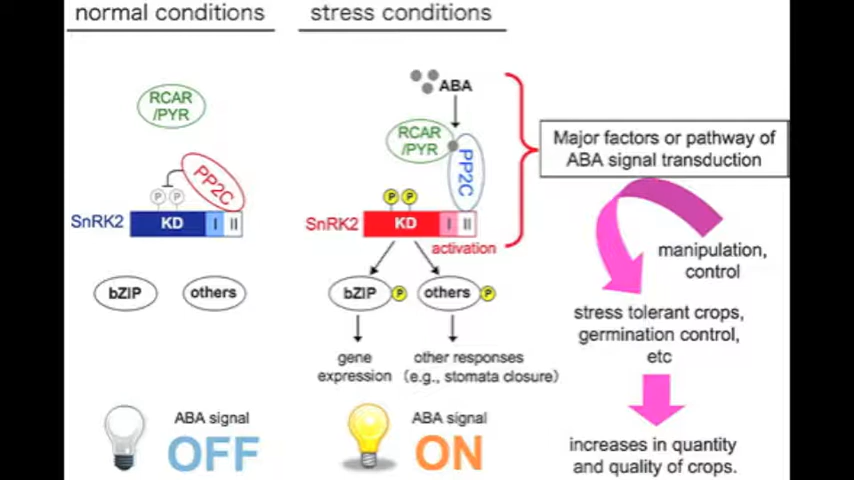 normal conditions
RCAR
/PYR
PP2C
P P
SnRK2 KD I II
bZIP others
ABA signal
OFF
stress conditions
ABA
RCAR
/PYR
PP2C
P P
SnRK2 KD I II
activation
bZIP P others P
gene
expression
other responses
(e.g., stomata closure)
ABA signal
ON
Major factors or pathway of
ABA signal transduction
manipulation,
control
stress tolerant crops,
germination control,
etc
increases in quantity
and quality of crops.